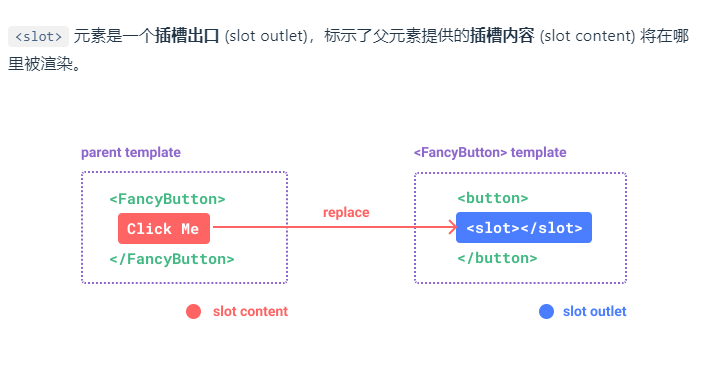 <slot> 元素是一个插槽出口 (slot outlet)，标示了父元素提供的插槽内容 (slot content) 将在哪
里被渲染。
parent template
<FancyButton> template
<FancyButton>
Click Me
</FancyButton>
replace
<button>
<slot></slot>
</button>
slot content
slot outlet